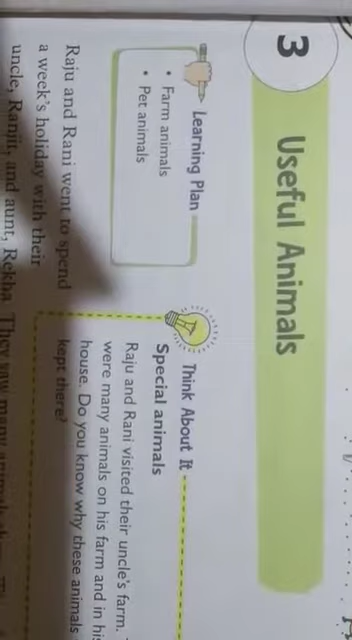 3
Useful Animals
Learning Plan
• Farm animals
• Pet animals
Raju and Rani went to spend
a week's holiday with their
uncle, Ranjit, and aunt, Rekha. They saw many
Think About It
Special animals
Raju and Rani visited their uncle's farm.
were many animals on his farm and in his
house. Do you know why these animals
kept there?